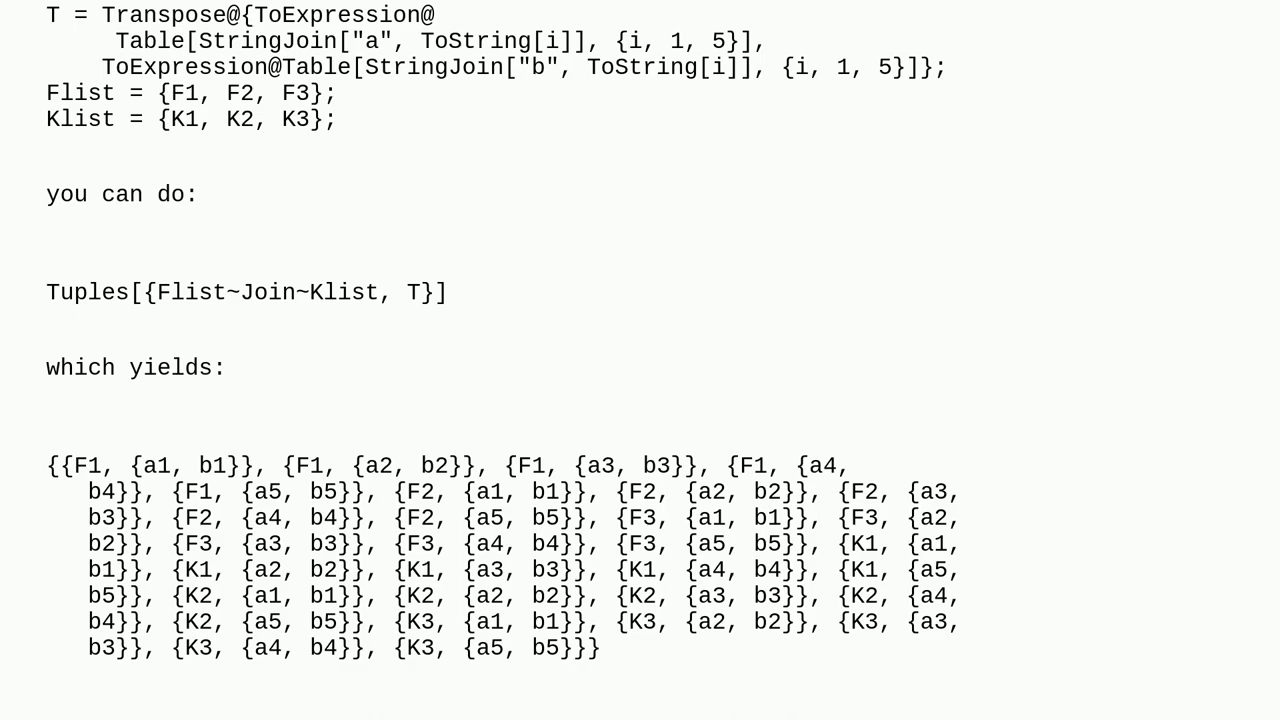 T = Transpose@{ToExpression@
Table[StringJoin["a", ToString[i]], {i, 1, 5}],
ToExpression@Table[StringJoin["b", ToString[i]], {i, 1, 5}]};
Flist = {F1, F2, F3};
Klist = {K1, K2, K3};
you can do:
Tuples[{Flist~Join~Klist, T}]
which yields:
{{F1, {a1, b1}}, {F1, {a2, b2}}, {F1, {a3, b3}}, {F1, {a4,
b4}}, {F1, {a5, b5}}, {F2, {a1, b1}}, {F2, {a2, b2}}, {F2, {a3,
b3}}, {F2, {a4, b4}}, {F2, {a5, b5}}, {F3, {a1, b1}}, {F3, {a2,
b2}}, {F3, {a3, b3}}, {F3, {a4, b4}}, {F3, {a5, b5}}, {K1, {a1,
b1}}, {K1, {a2, b2}}, {K1, {a3, b3}}, {K1, {a4, b4}}, {K1, {a5,
b5}}, {K2, {a1, b1}}, {K2, {a2, b2}}, {K2, {a3, b3}}, {K2, {a4,
b4}}, {K2, {a5, b5}}, {K3, {a1, b1}}, {K3, {a2, b2}}, {K3, {a3,
b3}}, {K3, {a4, b4}}, {K3, {a5, b5}}}